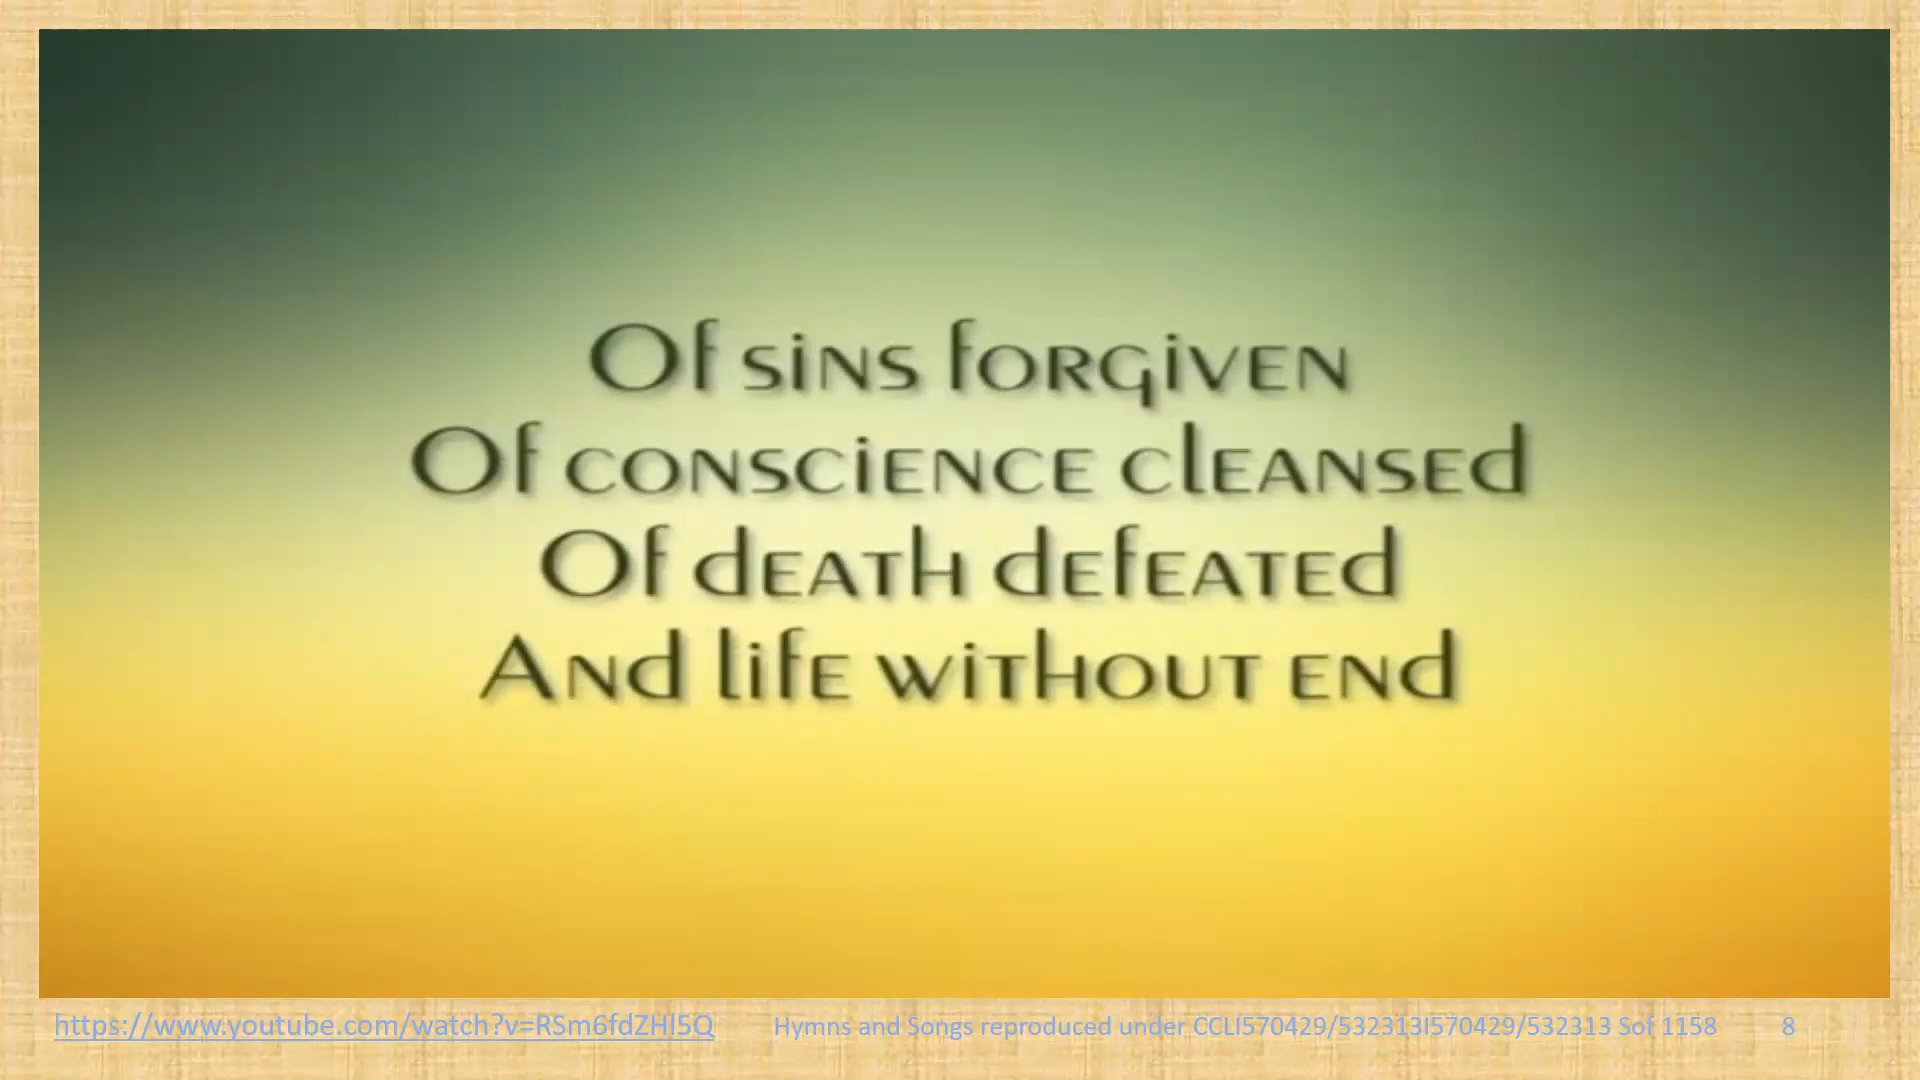 Of sins forgiven
Of conscience cleansed
Of death defeated
And life without end
https://www.youtube.com/watch?v=RSm6fdZHl5Q Hymns and Songs reproduced under CCLI570429/532313I570429/532313 Sof 1158 8